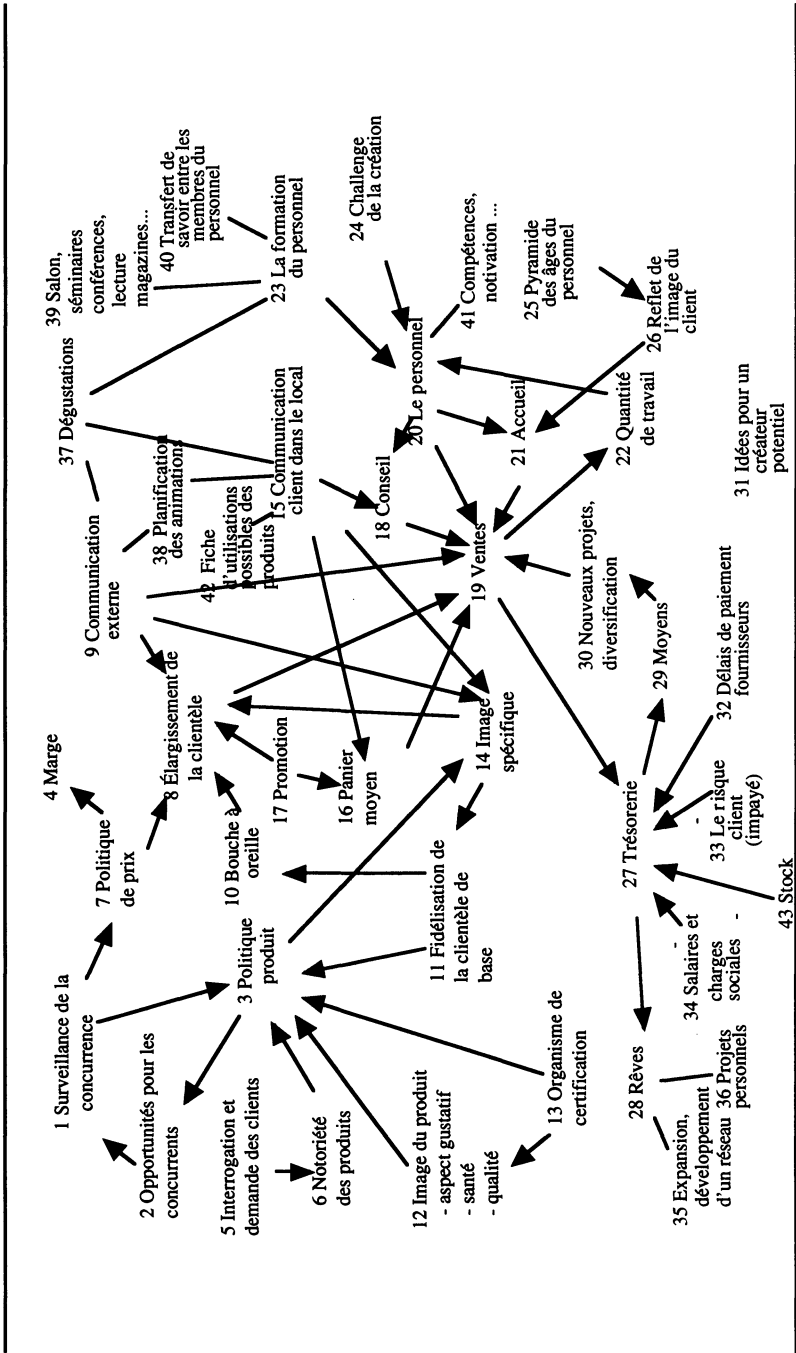 1 Surveillance de la
concurrence
2 Opportunités pour les
concurrents
3 Politique
produit
4 Marge
5 Interrogation et
demande des clients
6 Notoriété
des produits
7 Politique
de prix
8 Élargissement de
la clientèle
9 Communication
externe
10 Bouche à
oreille
11 Fidélisation de
la clientèle de
base
12 Image du produit
- aspect gustatif
- santé
- qualité
13 Organisme de
certification
14 Image
spécifique
15 Communication
client dans le local
16 Panier
moyen
17 Promotion
18 Conseil
19 Ventes
20 Le personnel
21 Accueil
22 Quantité
de travail
23 La formation
du personnel
24 Challenge
de la création
25 Pyramide
des âges du
personnel
26 Reflet de
l'image du
client
27 Trésorerie
28 Rêves
29 Moyens
30 Nouveaux projets,
diversification
31 Idées pour un
créateur
potentiel
32 Délais de paiement
fournisseurs
-
33 Le risque
client
(impayé)
-
34 Salaires et
charges
sociales
-
35 Expansion,
développement
d'un réseau
36 Projets
personnels
37 Dégustations
38 Planification
des animations
39 Salon,
séminaires
conférences,
lecture
magazines...
40 Transfert de
savoir entre les
membres du
personnel
41 Compétences,
notivation ...
42 Fiche
d'utilisations
possibles des
produits
43 Stock